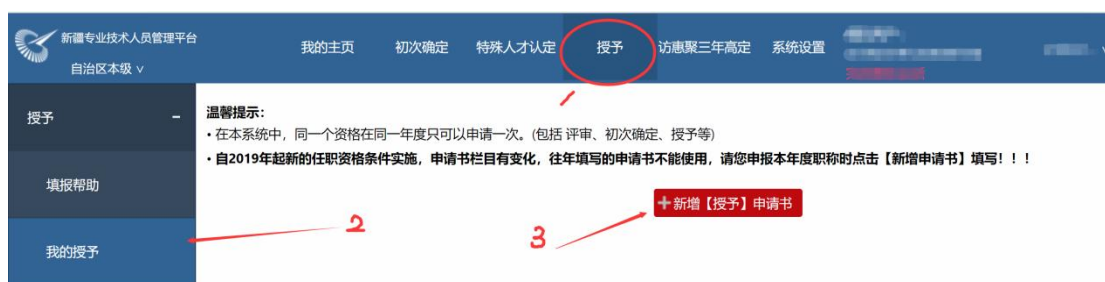 新疆专业技术人员管理平台
自治区本级 ∨
我的主页 初次确定 特殊人才认定 授予 访惠聚三年高定 系统设置
1
授予 -
填报帮助
我的授予
温馨提示：
• 在本系统中，同一个资格在同一年度只可以申请一次。(包括 评审、初次确定、授予等)
• 自2019年起新的任职资格条件实施，申请书栏目有变化，往年填写的申请书不能使用，请您申报本年度职称时点击【新增申请书】填写！！！
+新增【授予】申请书
2
3